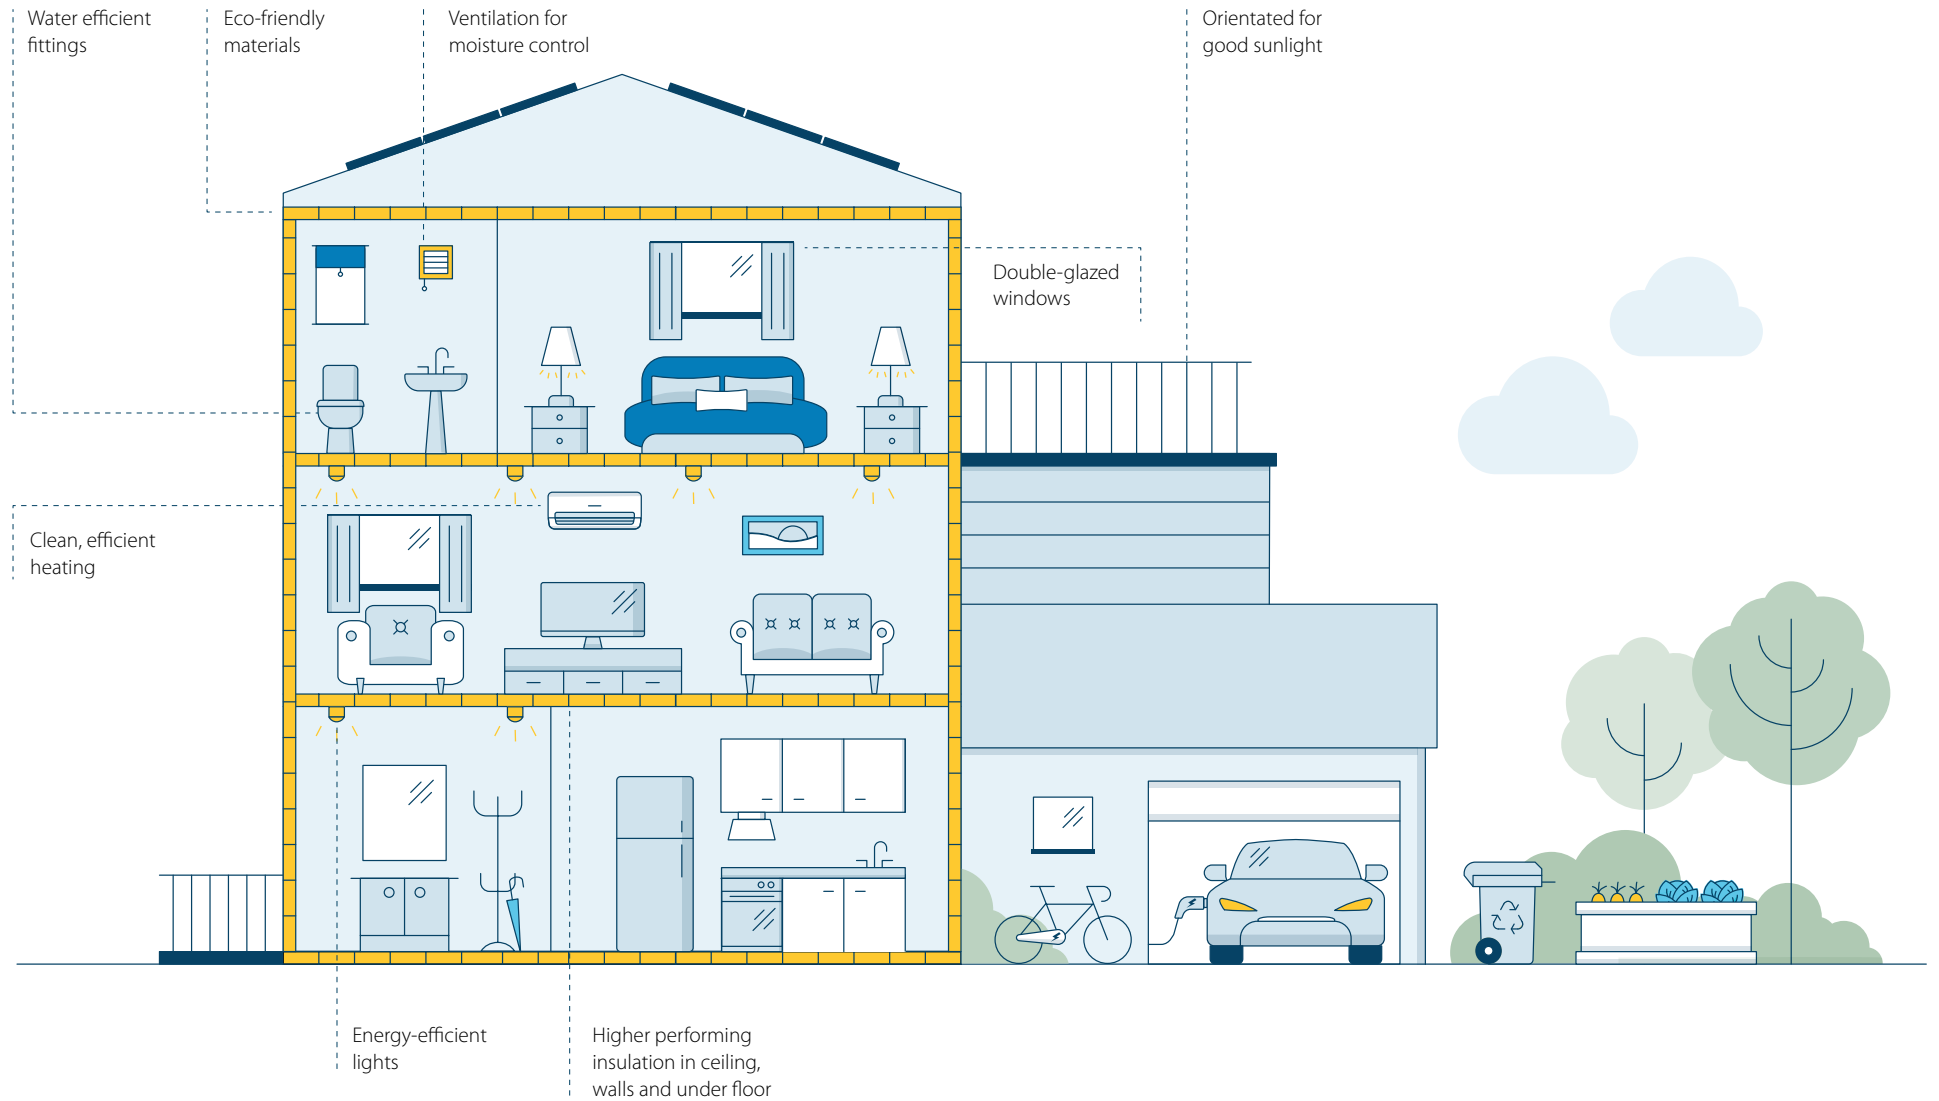 Water efficient
fittings
Eco-friendly
materials
Ventilation for
moisture control
Orientated for
good sunlight
Double-glazed
windows
Clean, efficient
heating
Energy-efficient
lights
Higher performing
insulation in ceiling,
walls and under floor